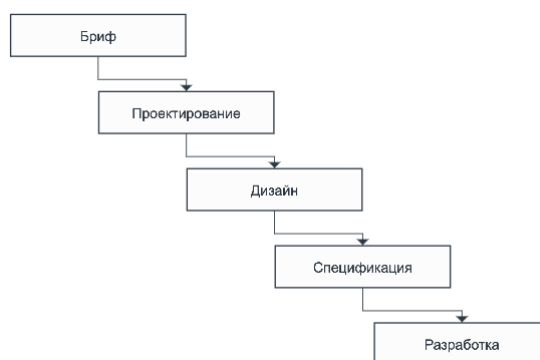 Бриф
Проектирование
Дизайн
Спецификация
Разработка